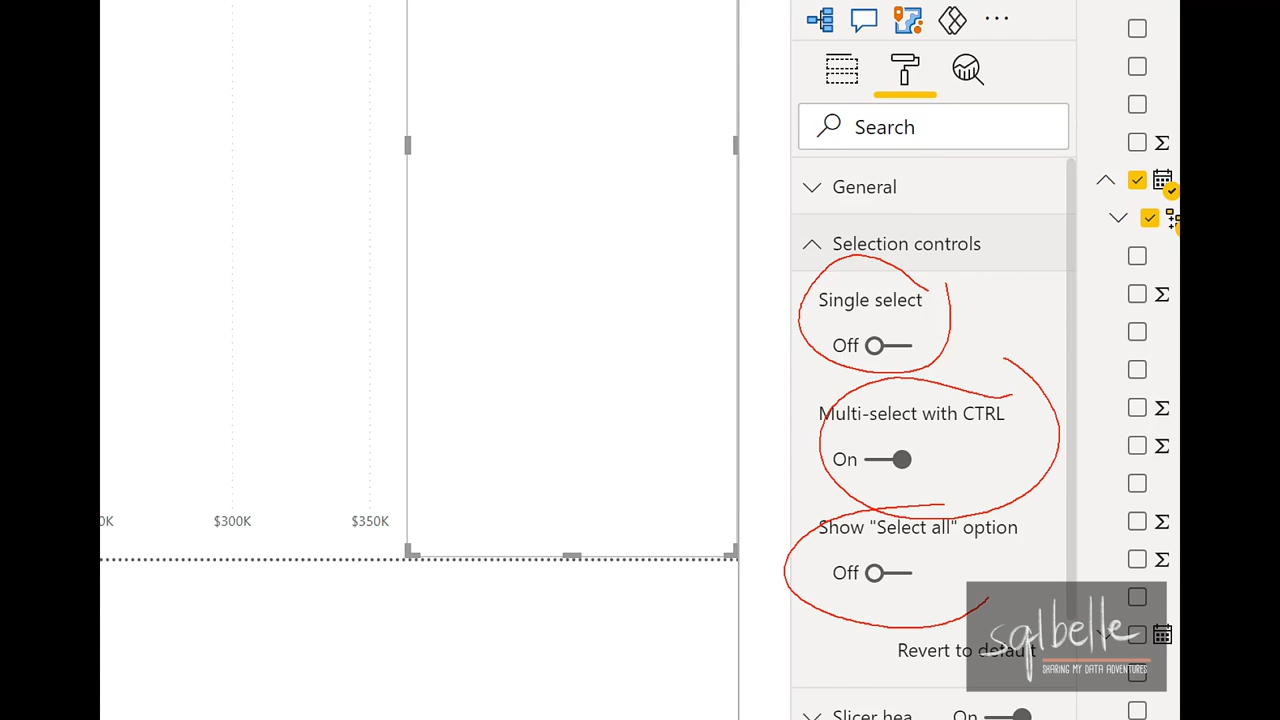 Search
General
Selection controls
Single select
Off
Multi-select with CTRL
On
Show "Select all" option
Off
Revert to default
Slicer hea On
0K $300K $350K
sqlbelle
SHARING MY DATA ADVENTURES